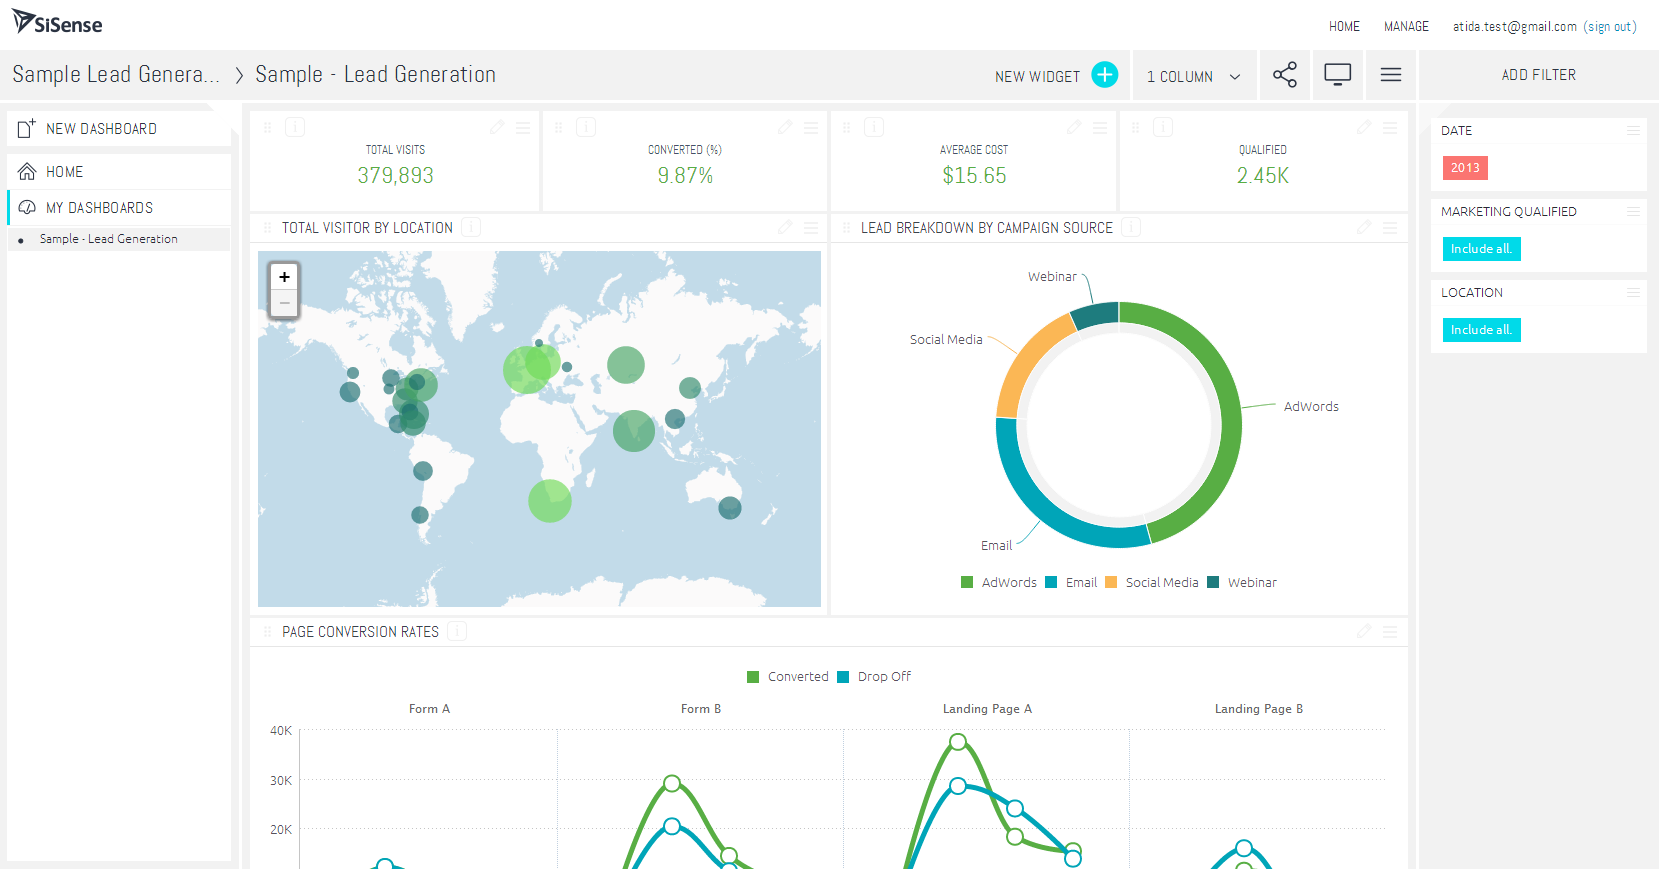 SiSense
HOME MANAGE atida.test@gmail.com (sign out)
Sample Lead Genera... > Sample - Lead Generation
NEW WIDGET + 1 COLUMN
ADD FILTER
NEW DASHBOARD
HOME
MY DASHBOARDS
Sample - Lead Generation
TOTAL VISITS
379,893
CONVERTED (%)
9.87%
AVERAGE COST
$15.65
QUALIFIED
2.45K
TOTAL VISITOR BY LOCATION
+
−
LEAD BREAKDOWN BY CAMPAIGN SOURCE
Webinar
Social Media
AdWords
Email
AdWords Email Social Media Webinar
PAGE CONVERSION RATES
Converted Drop Off
Form A Form B Landing Page A Landing Page B
40K
30K
20K
DATE
2013
MARKETING QUALIFIED
Include all.
LOCATION
Include all.